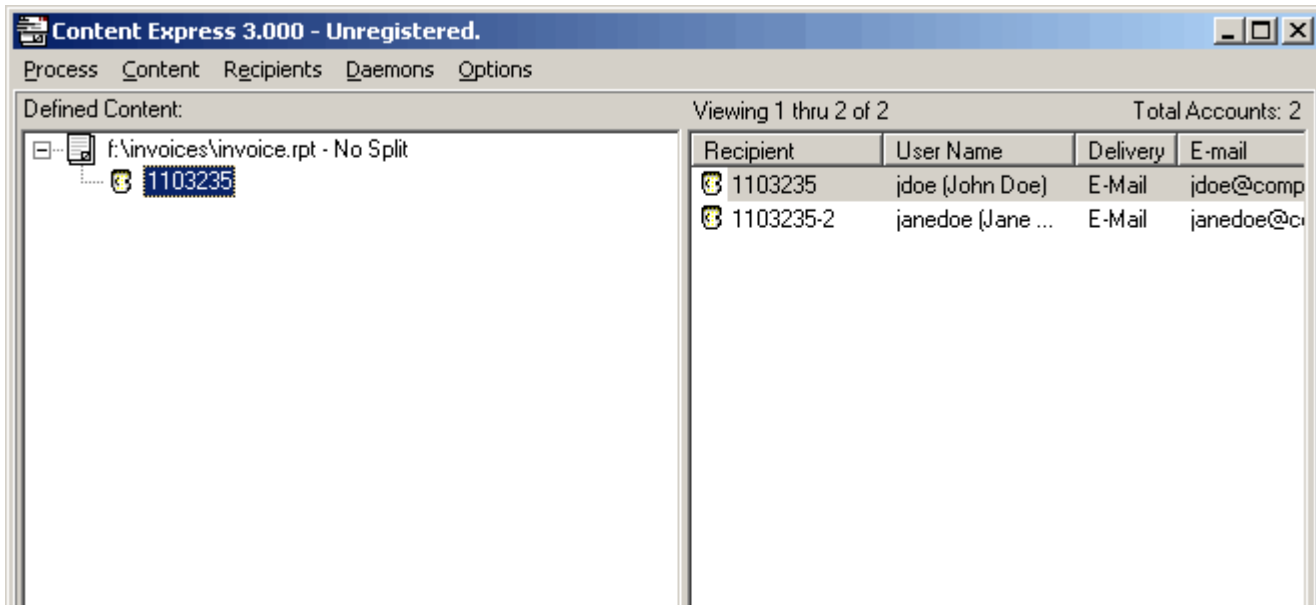 Content Express 3.000 - Unregistered.
Process Content Recipients Daemons Options
Defined Content: Viewing 1 thru 2 of 2 Total Accounts: 2
f:\invoices\invoice.rpt - No Split
1103235
Recipient User Name Delivery E-mail
1103235 jdoe (John Doe) E-Mail jdoe@comp
1103235-2 janedoe (Jane ... E-Mail janedoe@c